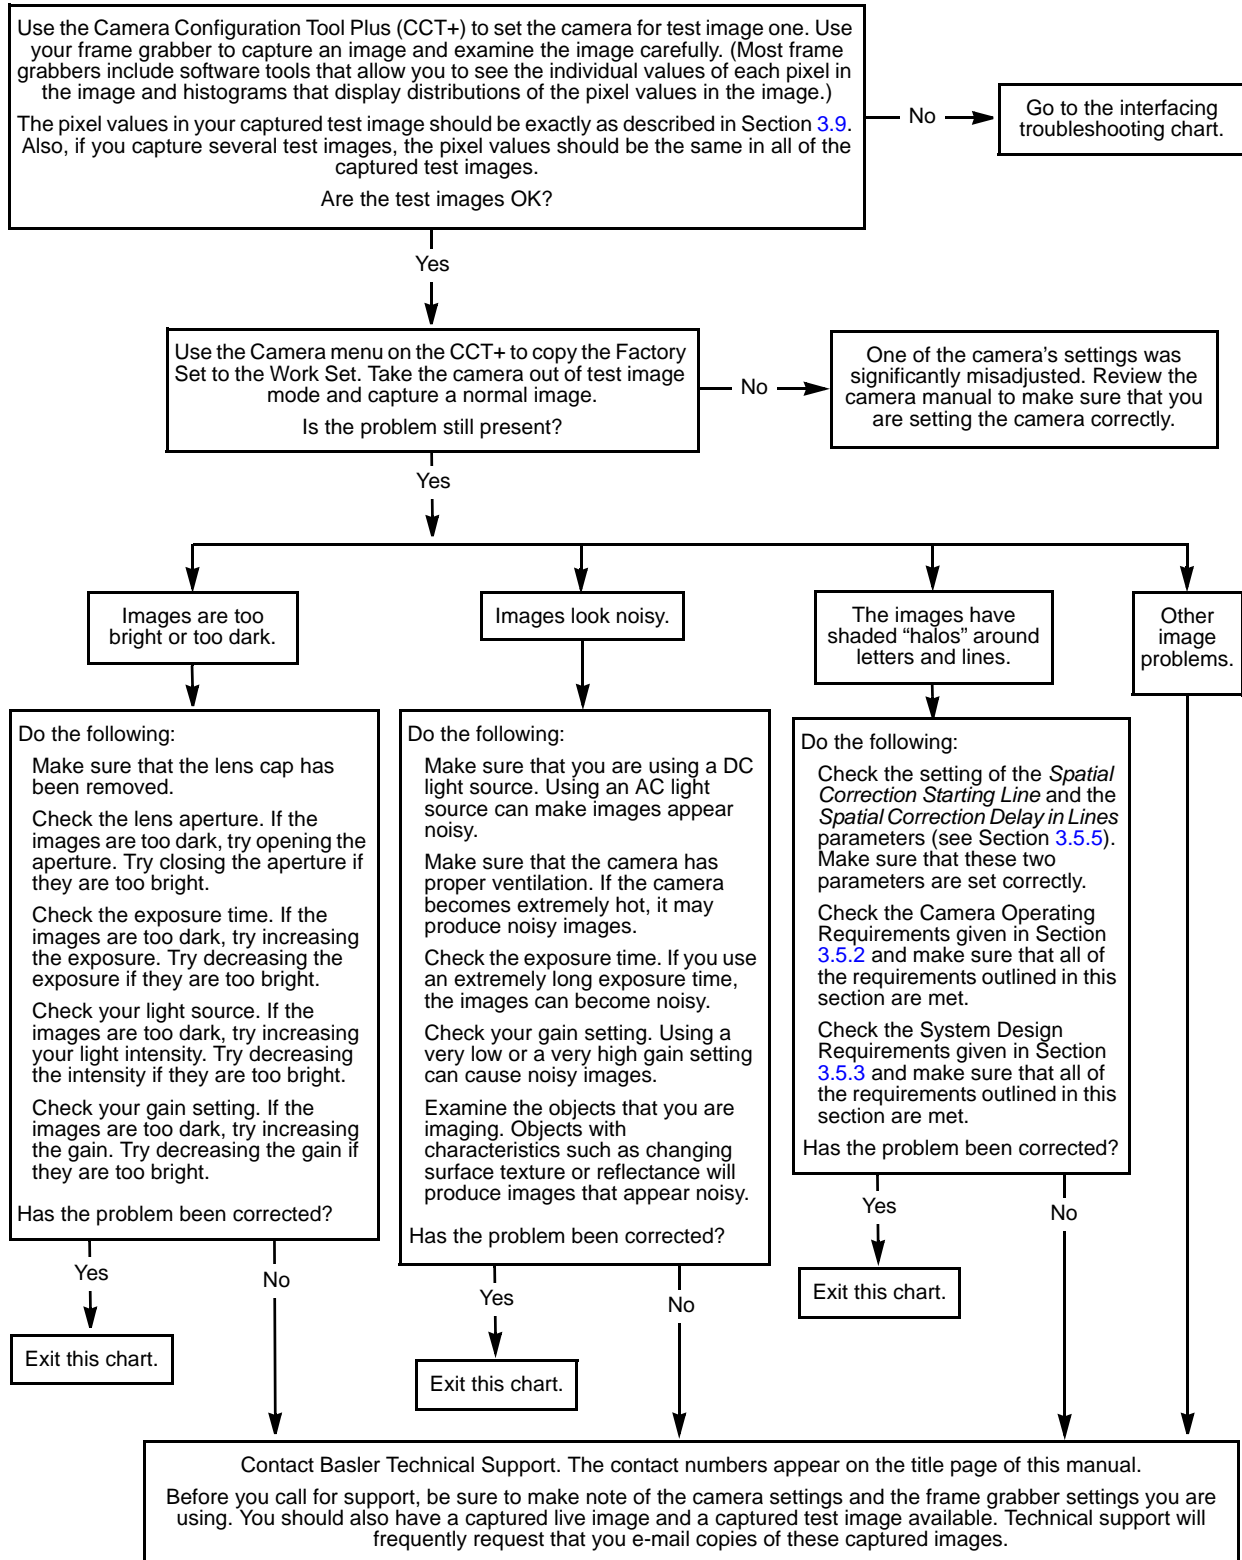 Use the Camera Configuration Tool Plus (CCT+) to set the camera for test image one. Use
your frame grabber to capture an image and examine the image carefully. (Most frame
grabbers include software tools that allow you to see the individual values of each pixel in
the image and histograms that display distributions of the pixel values in the image.)
The pixel values in your captured test image should be exactly as described in Section 3.9.
Also, if you capture several test images, the pixel values should be the same in all of the
captured test images.
Are the test images OK?
No
Go to the interfacing
troubleshooting chart.
Yes
Use the Camera menu on the CCT+ to copy the Factory
Set to the Work Set. Take the camera out of test image
mode and capture a normal image.
Is the problem still present?
No
One of the camera's settings was
significantly misadjusted. Review the
camera manual to make sure that you
are setting the camera correctly.
Yes
Images are too
bright or too dark.
Images look noisy.
The images have
shaded “halos” around
letters and lines.
Other
image
problems.
Do the following:
Make sure that the lens cap has
been removed.
Check the lens aperture. If the
images are too dark, try opening the
aperture. Try closing the aperture if
they are too bright.
Check the exposure time. If the
images are too dark, try increasing
the exposure. Try decreasing the
exposure if they are too bright.
Check your light source. If the
images are too dark, try increasing
your light intensity. Try decreasing
the intensity if they are too bright.
Check your gain setting. If the
images are too dark, try increasing
the gain. Try decreasing the gain if
they are too bright.
Has the problem been corrected?
Do the following:
Make sure that you are using a DC
light source. Using an AC light
source can make images appear
noisy.
Make sure that the camera has
proper ventilation. If the camera
becomes extremely hot, it may
produce noisy images.
Check the exposure time. If you use
an extremely long exposure time,
the images can become noisy.
Check your gain setting. Using a
very low or a very high gain setting
can cause noisy images.
Examine the objects that you are
imaging. Objects with
characteristics such as changing
surface texture or reflectance will
produce images that appear noisy.
Has the problem been corrected?
Do the following:
Check the setting of the Spatial
Correction Starting Line and the
Spatial Correction Delay in Lines
parameters (see Section 3.5.5).
Make sure that these two
parameters are set correctly.
Check the Camera Operating
Requirements given in Section
3.5.2 and make sure that all of
the requirements outlined in this
section are met.
Check the System Design
Requirements given in Section
3.5.3 and make sure that all of
the requirements outlined in this
section are met.
Has the problem been corrected?
Yes
No
Exit this chart.
Yes
No
Exit this chart.
Yes
No
Exit this chart.
Contact Basler Technical Support. The contact numbers appear on the title page of this manual.
Before you call for support, be sure to make note of the camera settings and the frame grabber settings you are
using. You should also have a captured live image and a captured test image available. Technical support will
frequently request that you e-mail copies of these captured images.